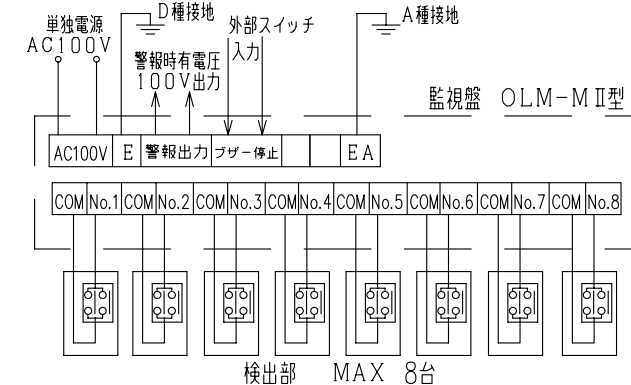 単独電源
AC100V
D種接地
警報時有電圧
100V出力
外部スイッチ
入力
A種接地
監視盤 OLM-MⅡ型
AC100V E 警報出力 ブザー停止 EA
COM No.1 COM No.2 COM No.3 COM No.4 COM No.5 COM No.6 COM No.7 COM No.8
検出部 MAX 8台